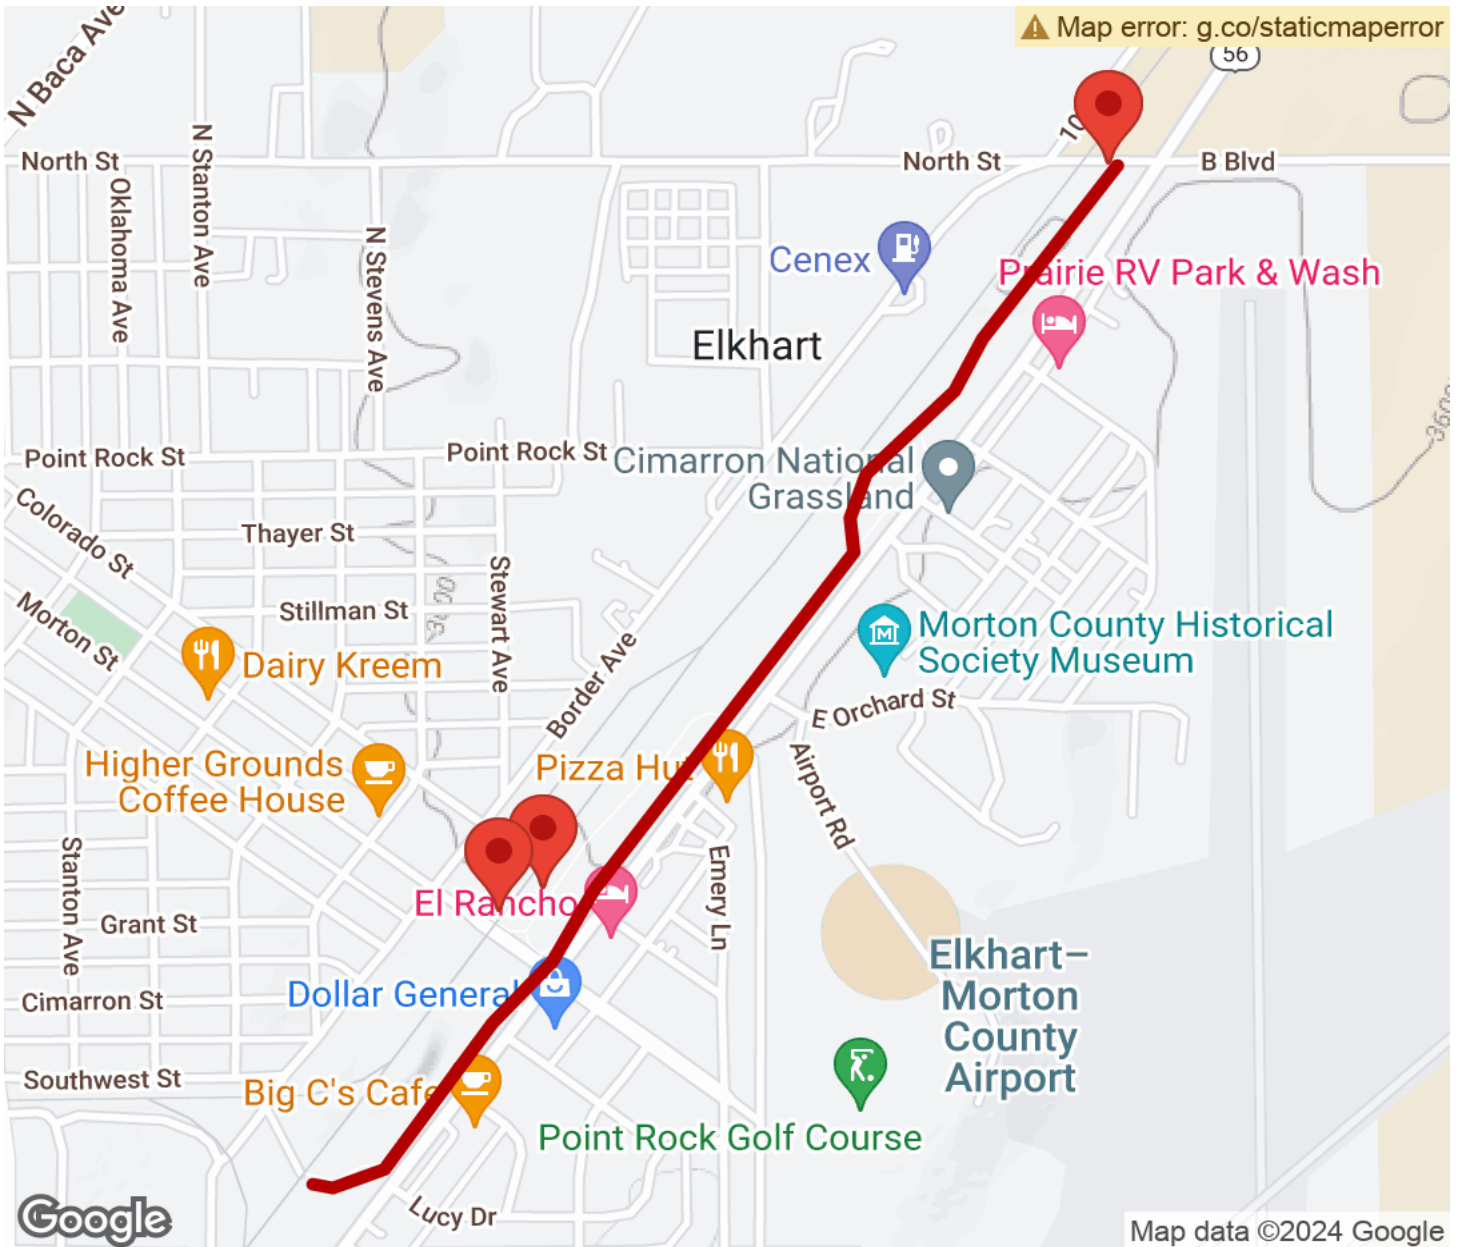 Map error: g.co/staticmaperror
56
N Baca Ave
10
North St
North St
B Blvd
N Stanton Ave
Oklahoma Ave
N Stevens Ave
Cenex
Prairie RV Park & Wash
Elkhart
3600
Point Rock St
Point Rock St
Cimarron National
Grassland
Colorado St
Thayer St
Stewart Ave
Stillman St
Morton St
Morton County Historical
Society Museum
Dairy Kreem
Border Ave
E Orchard St
Higher Grounds
Coffee House
Pizza Hut
Airport Rd
Stanton Ave
Emery Ln
El Rancho
Grant St
Elkhart–
Morton
County
Airport
Dollar General
Cimarron St
Southwest St
Big C's Cafe
Point Rock Golf Course
Lucy Dr
Google
Map data ©2024 Google